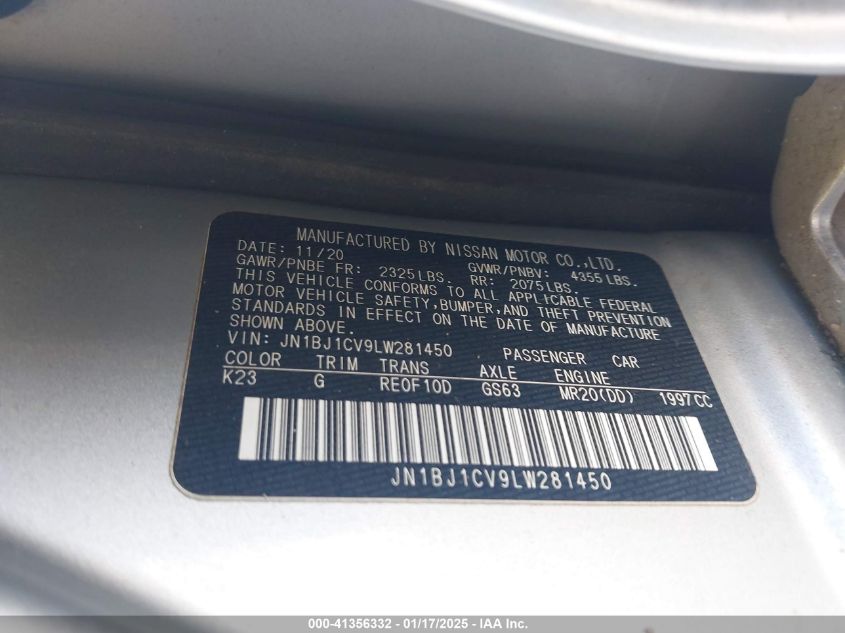 MANUFACTURED BY NISSAN MOTOR CO.,LTD.
DATE: 11/20 GVWR/PNBV: 4355 LBS.
GAWR/PNBE FR: 2325LBS. RR: 2075LBS.
THIS VEHICLE CONFORMS TO ALL APPLICABLE FEDERAL
MOTOR VEHICLE SAFETY,BUMPER,AND THEFT PREVENTION
STANDARDS IN EFFECT ON THE DATE OF MANUFACTURE
SHOWN ABOVE.
VIN: JN1BJ1CV9LW281450 PASSENGER CAR
COLOR TRIM TRANS AXLE ENGINE
K23 G RE0F10D GS63 MR20(DD) 1997CC
JN1BJ1CV9LW281450
000-41356332 - 01/17/2025 - IAA Inc.